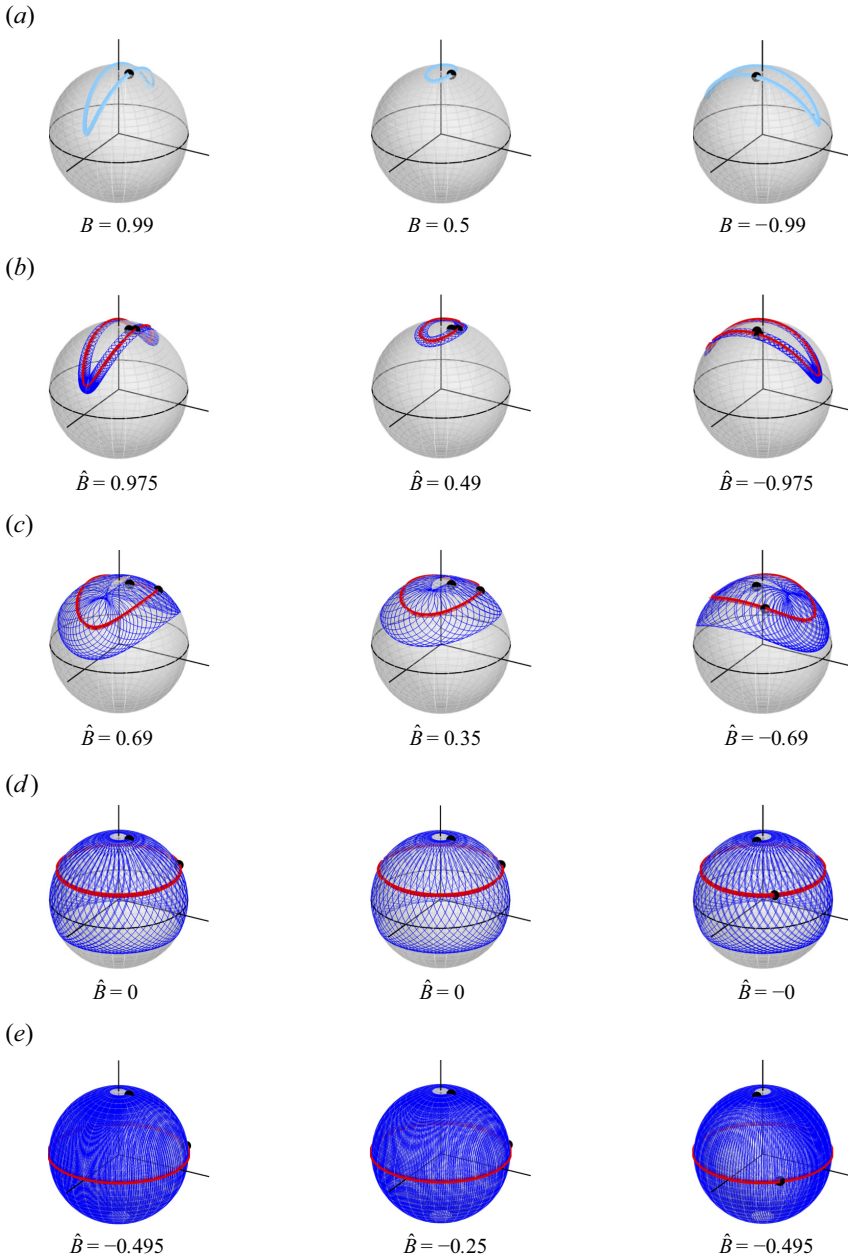 (a)
B = 0.99 B = 0.5 B = −0.99
(b)
B̂ = 0.975 B̂ = 0.49 B̂ = −0.975
(c)
B̂ = 0.69 B̂ = 0.35 B̂ = −0.69
(d)
B̂ = 0 B̂ = 0 B̂ = −0
(e)
B̂ = −0.495 B̂ = −0.25 B̂ = −0.495